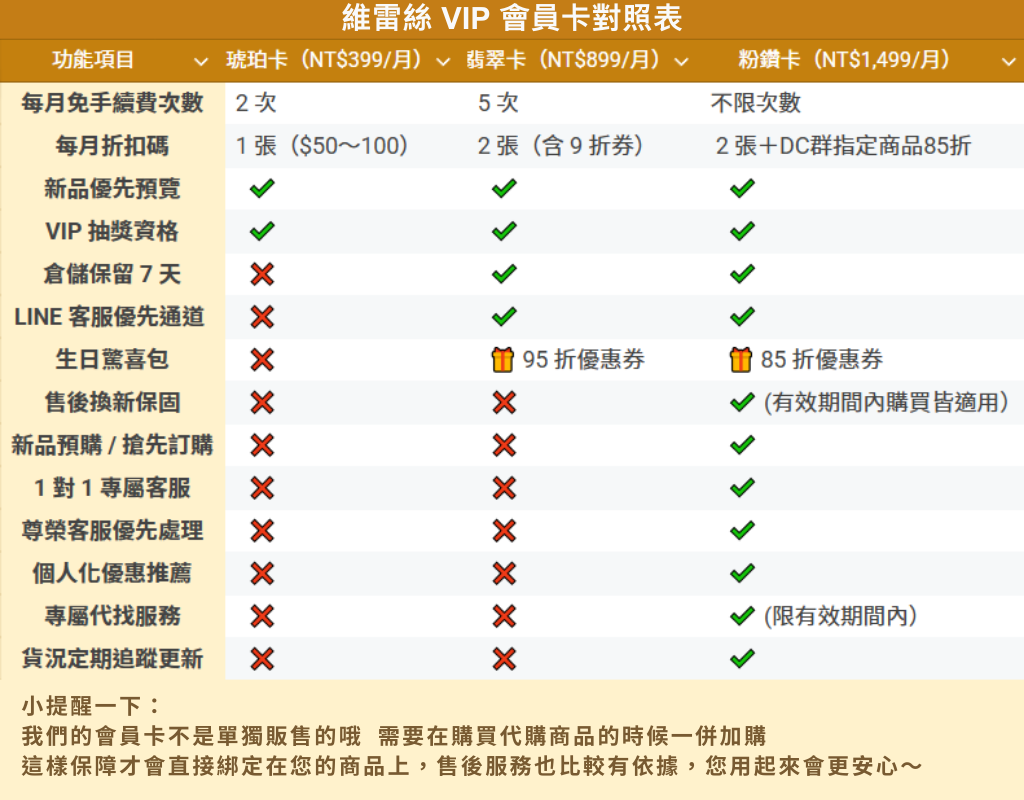 維雷絲 VIP 會員卡對照表
功能項目 琥珀卡（NT$399/月） 翡翠卡（NT$899/月） 粉鑽卡（NT$1,499/月）
每月免手續費次數 2 次 5 次 不限次數
每月折扣碼 1 張（$50～100） 2 張（含 9 折券） 2 張＋DC群指定商品85折
新品優先預覽 ✔ ✔ ✔
VIP 抽獎資格 ✔ ✔ ✔
倉儲保留 7 天 ❌ ✔ ✔
LINE 客服優先通道 ❌ ✔ ✔
生日驚喜包 ❌ 🎁 95 折優惠券 🎁 85 折優惠券
售後換新保固 ❌ ❌ ✔ (有效期間內購買皆適用）
新品預購 / 搶先訂購 ❌ ❌ ✔
1 對 1 專屬客服 ❌ ❌ ✔
尊榮客服優先處理 ❌ ❌ ✔
個人化優惠推薦 ❌ ❌ ✔
專屬代找服務 ❌ ❌ ✔ (限有效期間內）
貨況定期追蹤更新 ❌ ❌ ✔
小提醒一下：
我們的會員卡不是單獨販售的哦 需要在購買代購商品的時候一併加購
這樣保障才會直接綁定在您的商品上，售後服務也比較有依據，您用起來會更安心～